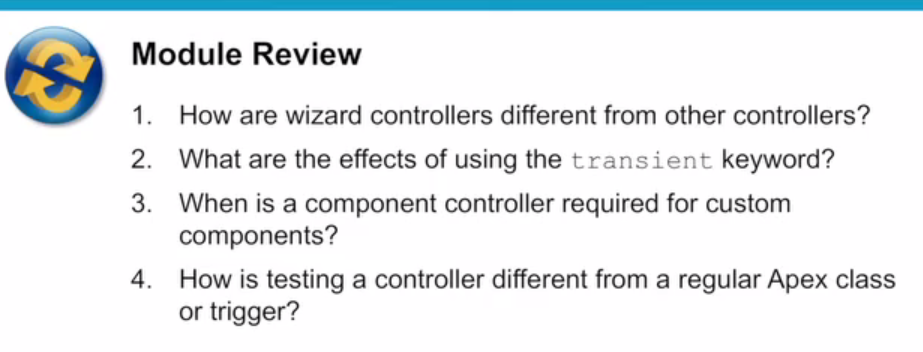 Module Review
1. How are wizard controllers different from other controllers?
2. What are the effects of using the transient keyword?
3. When is a component controller required for custom
components?
4. How is testing a controller different from a regular Apex class
or trigger?